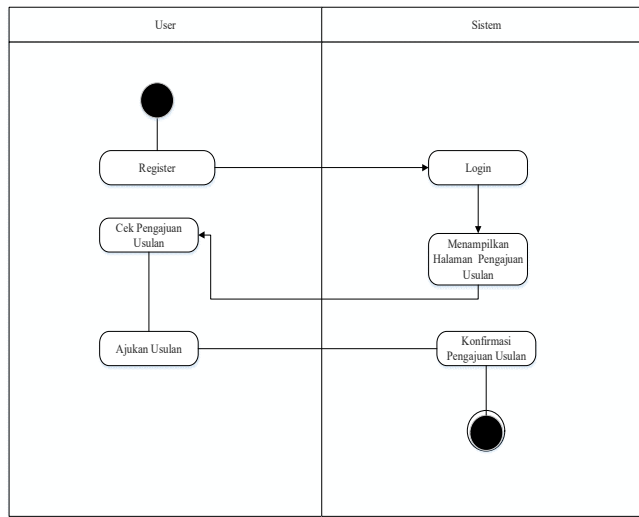 User
Sistem
Register
Login
Cek Pengajuan
Usulan
Menampilkan
Halaman Pengajuan
Usulan
Ajukan Usulan
Konfirmasi
Pengajuan Usulan